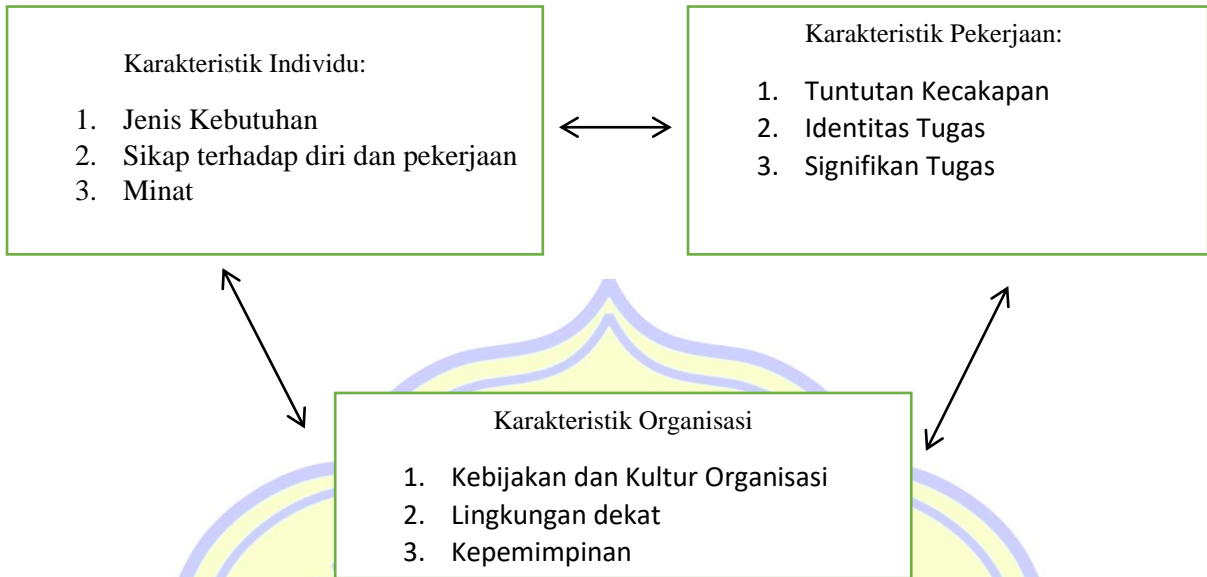 Karakteristik Individu:
1. Jenis Kebutuhan
2. Sikap terhadap diri dan pekerjaan
3. Minat
Karakteristik Pekerjaan:
1. Tuntutan Kecakapan
2. Identitas Tugas
3. Signifikan Tugas
Karakteristik Organisasi
1. Kebijakan dan Kultur Organisasi
2. Lingkungan dekat
3. Kepemimpinan